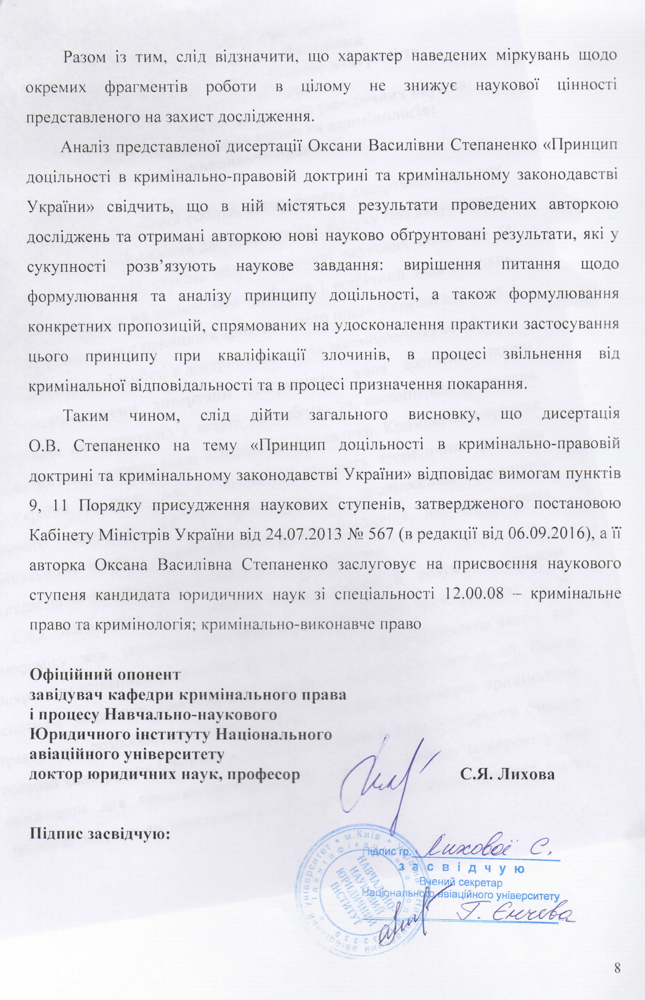 Разом із тим, слід відзначити, що характер наведених міркувань щодо
окремих фрагментів роботи в цілому не знижує наукової цінності
представленого на захист дослідження.
Аналіз представленої дисертації Оксани Василівни Степаненко «Принцип
доцільності в кримінально-правовій доктрині та кримінальному законодавстві
України» свідчить, що в ній містяться результати проведених авторкою
досліджень та отримані авторкою нові науково обґрунтовані результати, які у
сукупності розв’язують наукове завдання: вирішення питання щодо
формулювання та аналізу принципу доцільності, а також формулювання
конкретних пропозицій, спрямованих на удосконалення практики застосування
цього принципу при кваліфікації злочинів, в процесі звільнення від
кримінальної відповідальності та в процесі призначення покарання.
Таким чином, слід дійти загального висновку, що дисертація
О.В. Степаненко на тему «Принцип доцільності в кримінально-правовій
доктрині та кримінальному законодавстві України» відповідає вимогам пунктів
9, 11 Порядку присудження наукових ступенів, затвердженого постановою
Кабінету Міністрів України від 24.07.2013 № 567 (в редакції від 06.09.2016), а її
авторка Оксана Василівна Степаненко заслуговує на присвоєння наукового
ступеня кандидата юридичних наук зі спеціальності 12.00.08 – кримінальне
право та кримінологія; кримінально-виконавче право
Офіційний опонент
завідувач кафедри кримінального права
і процесу Навчально-наукового
Юридичного інституту Національного
авіаційного університету
доктор юридичних наук, професор С.Я. Лихова
Підпис засвідчую:
Підпис гр. Лихової С.
засвідчую
Вчений секретар
Національного авіаційного університету
Т. Єнчева
м.Київ * Україна * Національний авіаційний університет *
Ідентифікаційний код
НАВЧАЛЬНО-
НАУКОВИЙ
ЮРИДИЧНИЙ
ІНСТИТУТ
8